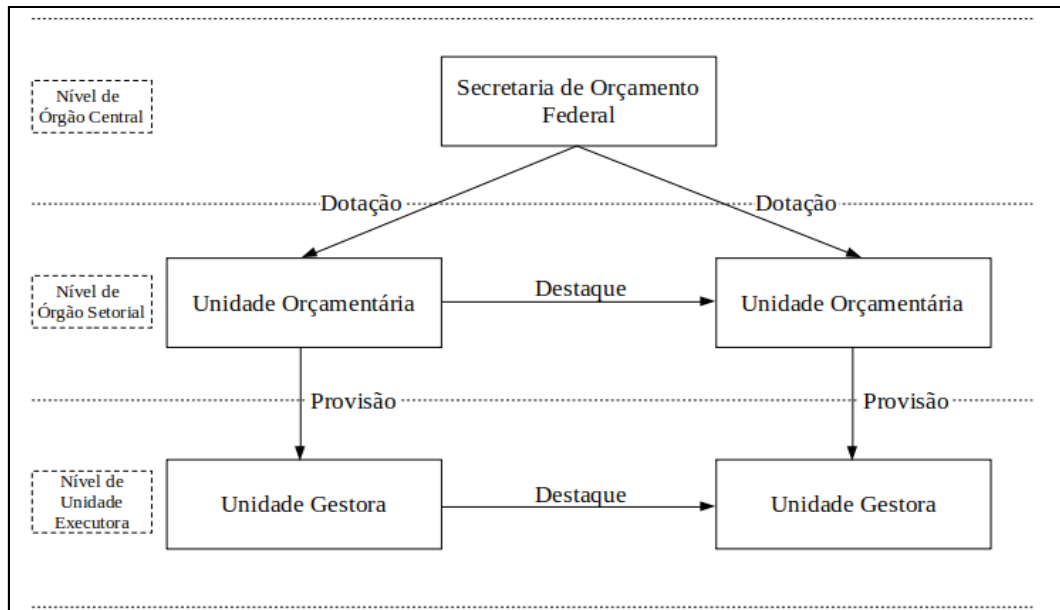 Nível de
Órgão Central
Secretaria de Orçamento
Federal
Dotação
Dotação
Nível de
Órgão Setorial
Unidade Orçamentária
Destaque
Unidade Orçamentária
Provisão
Provisão
Nível de
Unidade
Executora
Unidade Gestora
Destaque
Unidade Gestora